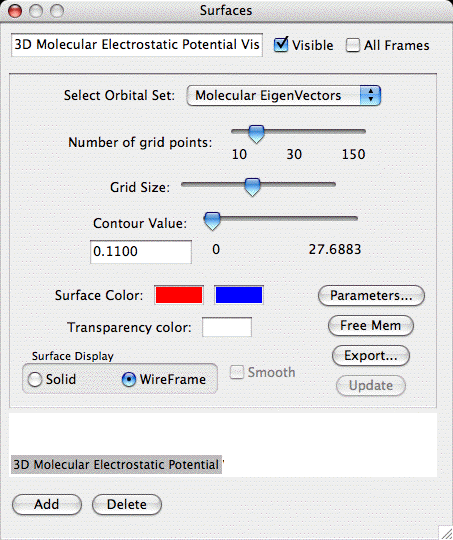 Surfaces
3D Molecular Electrostatic Potential Vis
Visible
All Frames
Select Orbital Set: Molecular EigenVectors
Number of grid points:
10 30 150
Grid Size:
Contour Value:
0.1100 0 27.6883
Surface Color: Parameters...
Transparency color: Free Mem
Surface Display Export...
Solid WireFrame Smooth Update
3D Molecular Electrostatic Potential
Add Delete